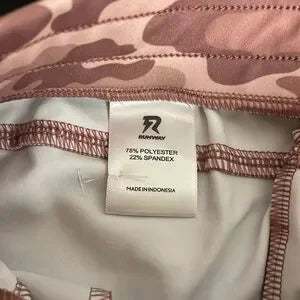 RUNWAY
78% POLYESTER
22% SPANDEX
MADE IN INDONESIA